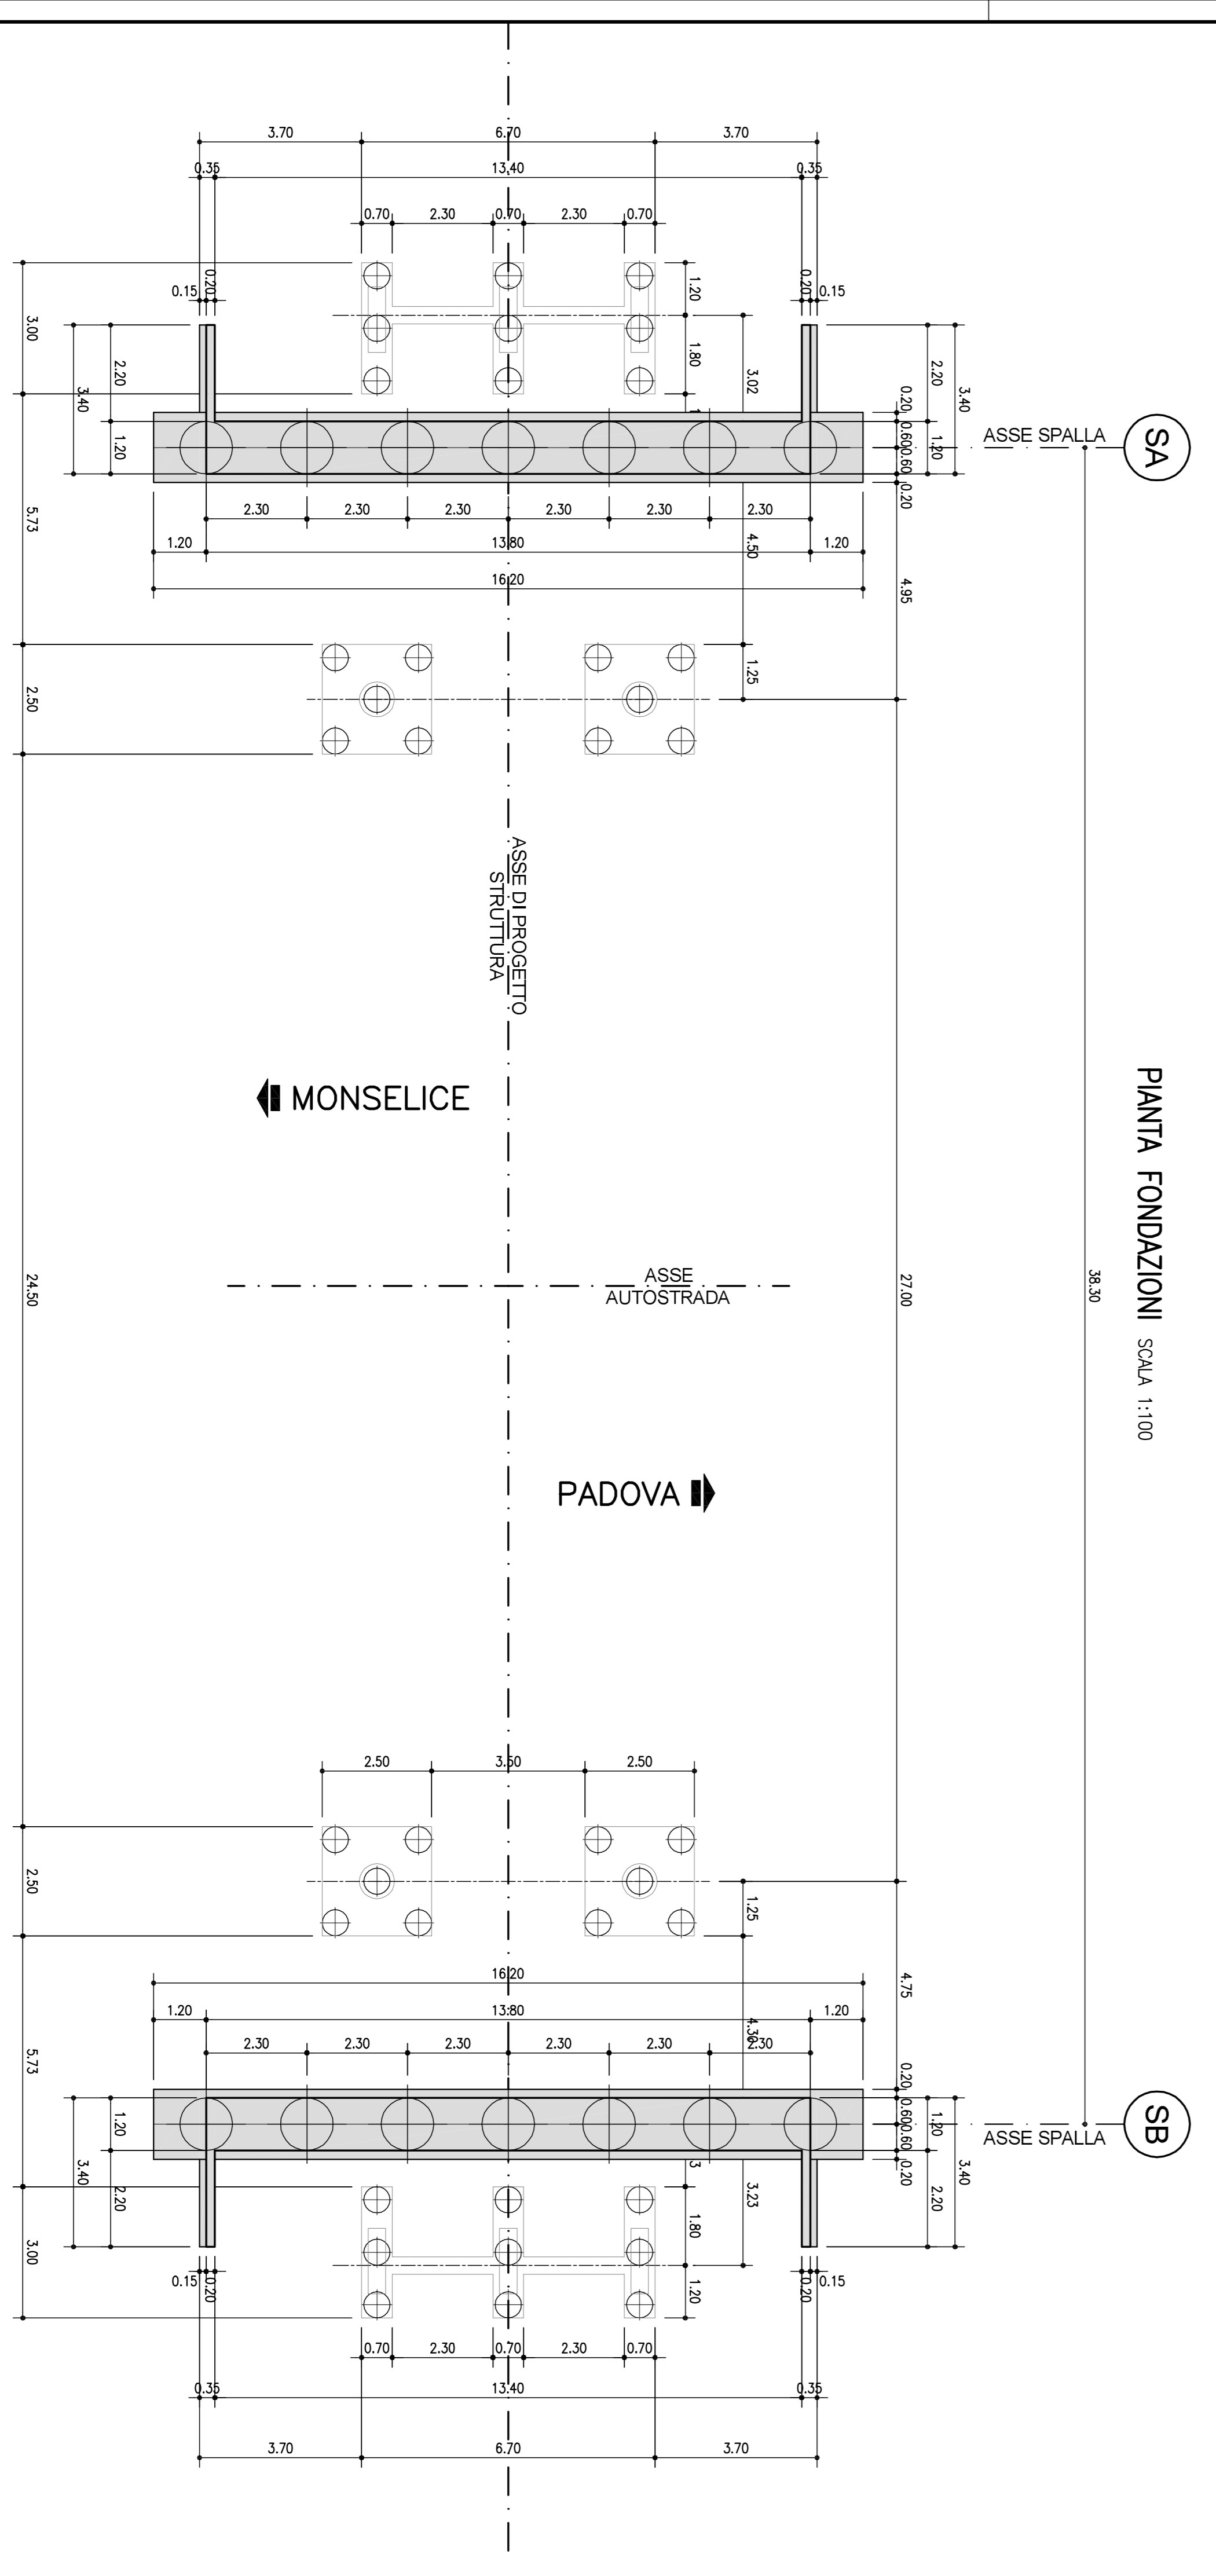 3.70 6.70 3.70
0.35 13.40 0.35
0.70 2.30 0.70 2.30 0.70
0.15 0.20 0.20 0.15
1.20
1.80
3.02
3.00
2.20
3.40
1.20
2.20
3.40
1.20
0.20
0.60
0.60
0.20
ASSE SPALLA
SA
2.30 2.30 2.30 2.30 2.30 2.30
1.20 13.80 1.20
16.20
5.73
4.50
4.95
1.25
2.50
ASSE DI PROGETTO
STRUTTURA
MONSELICE
PIANTA FONDAZIONI SCALA 1:100
ASSE
AUTOSTRADA
24.50
27.00
38.30
PADOVA
2.50 3.50 2.50
2.50
1.25
4.75
16.20
1.20 13.80 1.20
4.30
2.30 2.30 2.30 2.30 2.30 2.30
5.73
0.20
0.60
0.60
0.20
1.20
3.40
2.20
1.20
3.40
2.20
ASSE SPALLA
SB
3
1.80
3.23
1.20
3.00
0.15 0.20 0.20 0.15
0.70 2.30 0.70 2.30 0.70
0.35 13.40 0.35
3.70 6.70 3.70